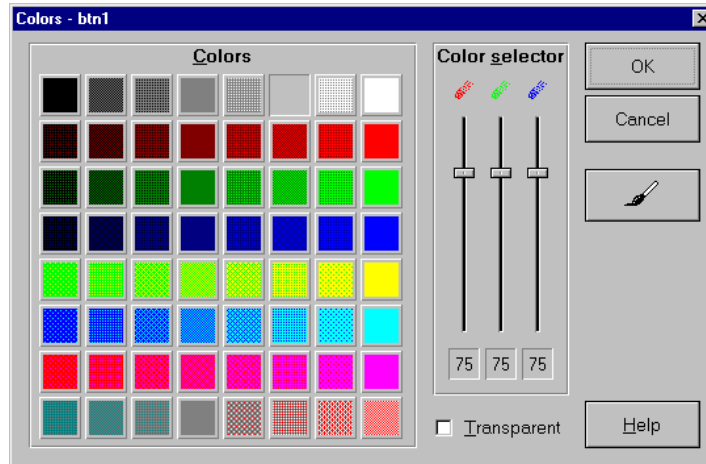 Colors - btn1
Colors
Color selector
OK
Cancel
75 75 75
Transparent
Help